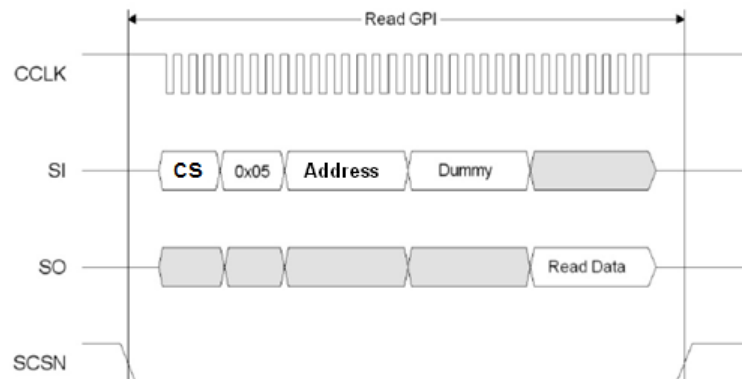 Read GPI
CCLK
SI CS 0x05 Address Dummy
SO Read Data
SCSN